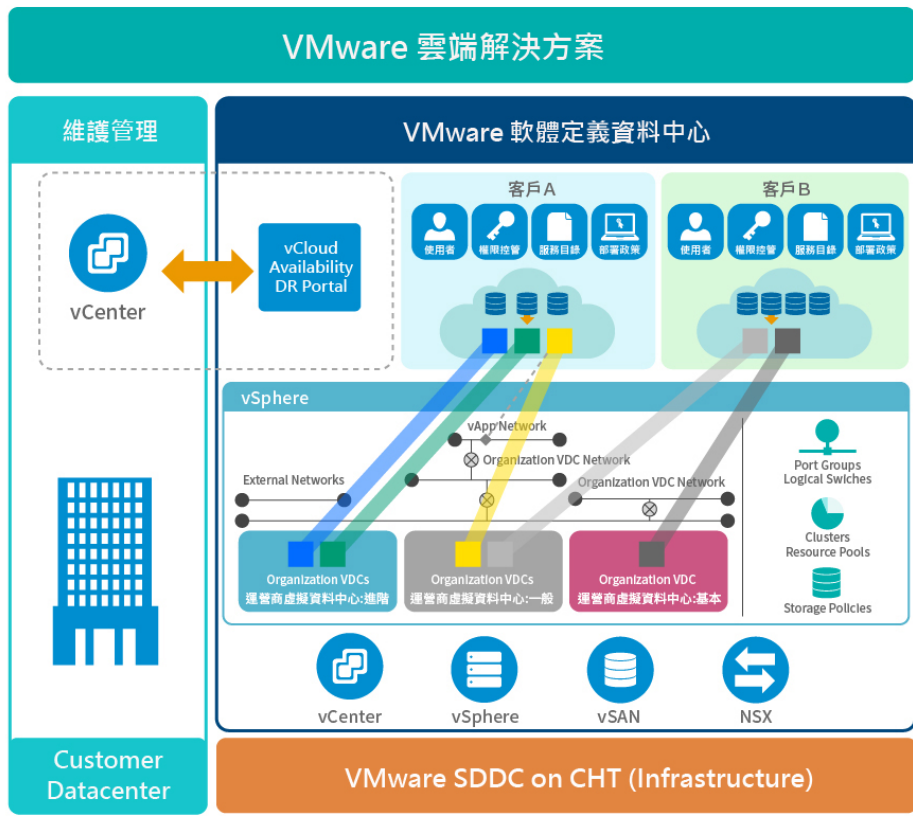 VMware 雲端解決方案
維護管理
VMware 軟體定義資料中心
vCenter
vCloud
Availability
DR Portal
客戶A
使用者
權限控管
服務目錄
部署政策
客戶B
使用者
權限控管
服務目錄
部署政策
vSphere
vApp Network
Organization VDC Network
External Networks
Organization VDC Network
Port Groups
Logical Swiches
Clusters
Resource Pools
Storage Policies
Organization VDCs
運營商虛擬資料中心:進階
Organization VDCs
運營商虛擬資料中心:一般
Organization VDC
運營商虛擬資料中心:基本
vCenter
vSphere
vSAN
NSX
Customer
Datacenter
VMware SDDC on CHT (Infrastructure)